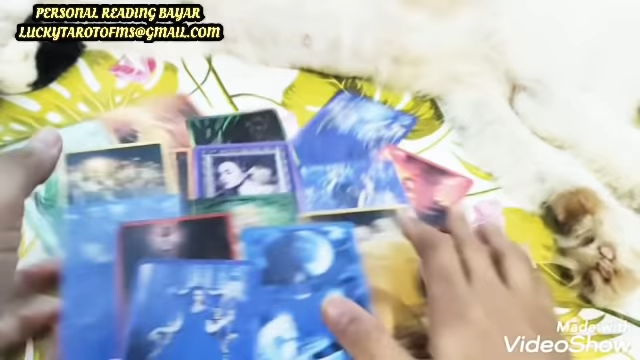 PERSONAL READING BAYAR
LUCKYTAROTOFMS@GMAIL.COM
Made with
VideoShow